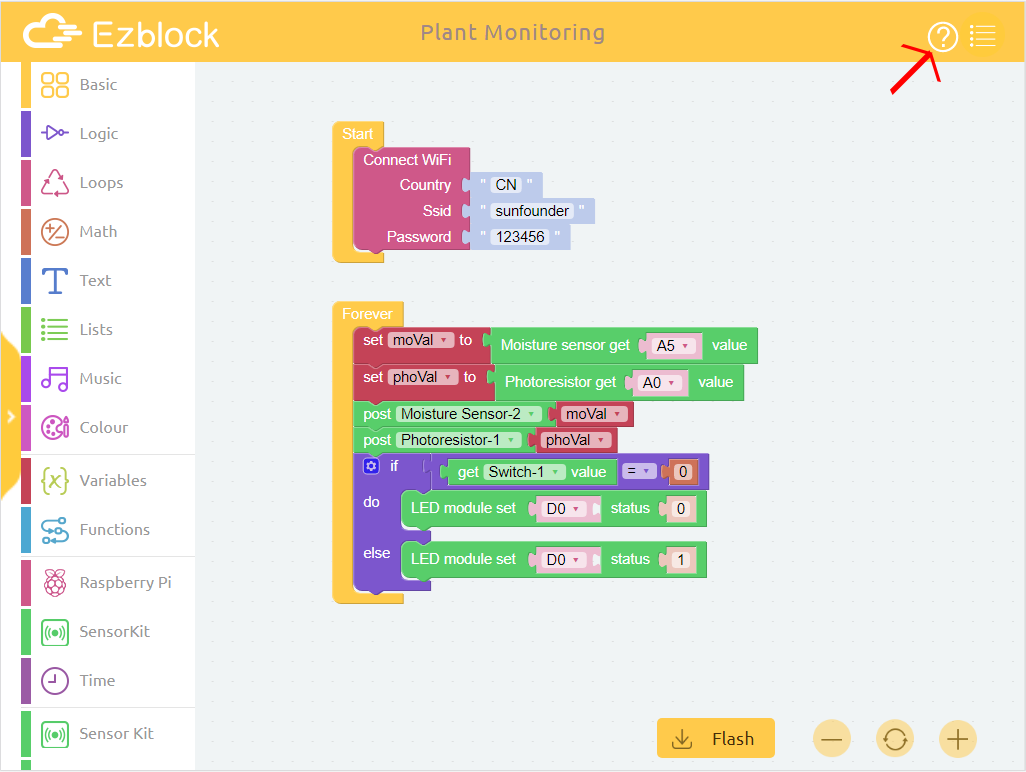 Ezblock
Plant Monitoring
?
Basic
Logic
Loops
Math
Text
Lists
Music
Colour
Variables
Functions
Raspberry Pi
SensorKit
Time
Sensor Kit
Start
Connect WiFi
Country " CN "
Ssid " sunfounder "
Password " 123456 "
Forever
set moVal to Moisture sensor get A5 value
set phoVal to Photoresistor get A0 value
post Moisture Sensor-2 moVal
post Photoresistor-1 phoVal
if get Switch-1 value = 0
do LED module set D0 status 0
else LED module set D0 status 1
Flash